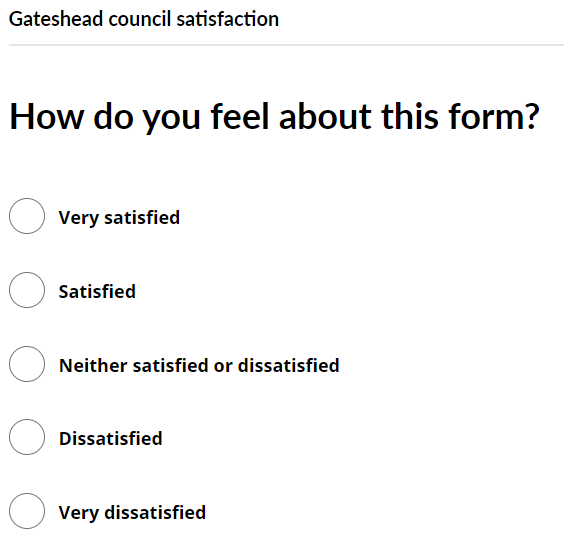 Gateshead council satisfaction
How do you feel about this form?
Very satisfied
Satisfied
Neither satisfied or dissatisfied
Dissatisfied
Very dissatisfied